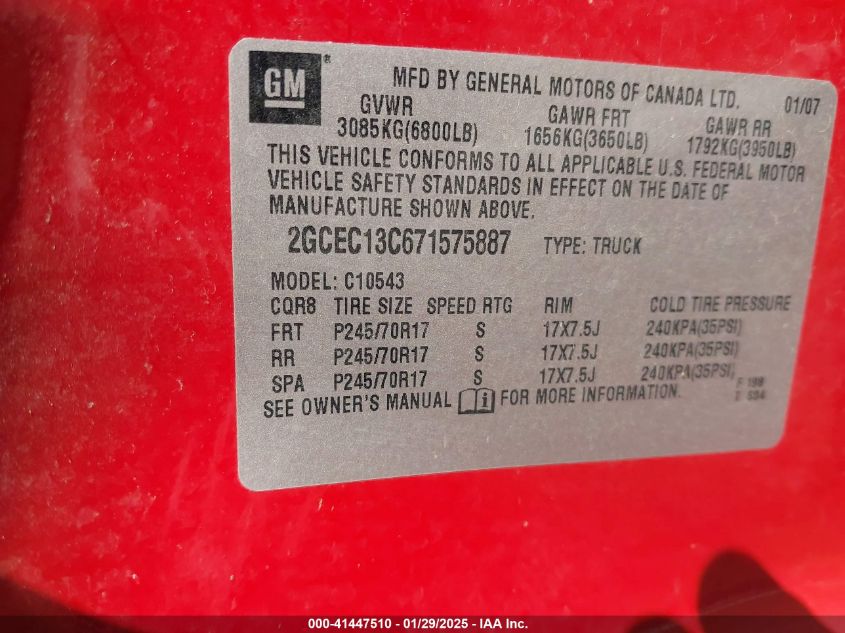 GM®
MFD BY GENERAL MOTORS OF CANADA LTD. 01/07
GVWR GAWR FRT GAWR RR
3085KG(6800LB) 1656KG(3650LB) 1792KG(3950LB)
THIS VEHICLE CONFORMS TO ALL APPLICABLE U.S. FEDERAL MOTOR
VEHICLE SAFETY STANDARDS IN EFFECT ON THE DATE OF
MANUFACTURE SHOWN ABOVE.
2GCEC13C671575887 TYPE: TRUCK
MODEL: C10543
CQR8 TIRE SIZE SPEED RTG RIM COLD TIRE PRESSURE
FRT P245/70R17 S 17X7.5J 240KPA(35PSI)
RR P245/70R17 S 17X7.5J 240KPA(35PSI)
SPA P245/70R17 S 17X7.5J 240KPA(35PSI)
SEE OWNER'S MANUAL i FOR MORE INFORMATION.
000-41447510 - 01/29/2025 - IAA Inc.